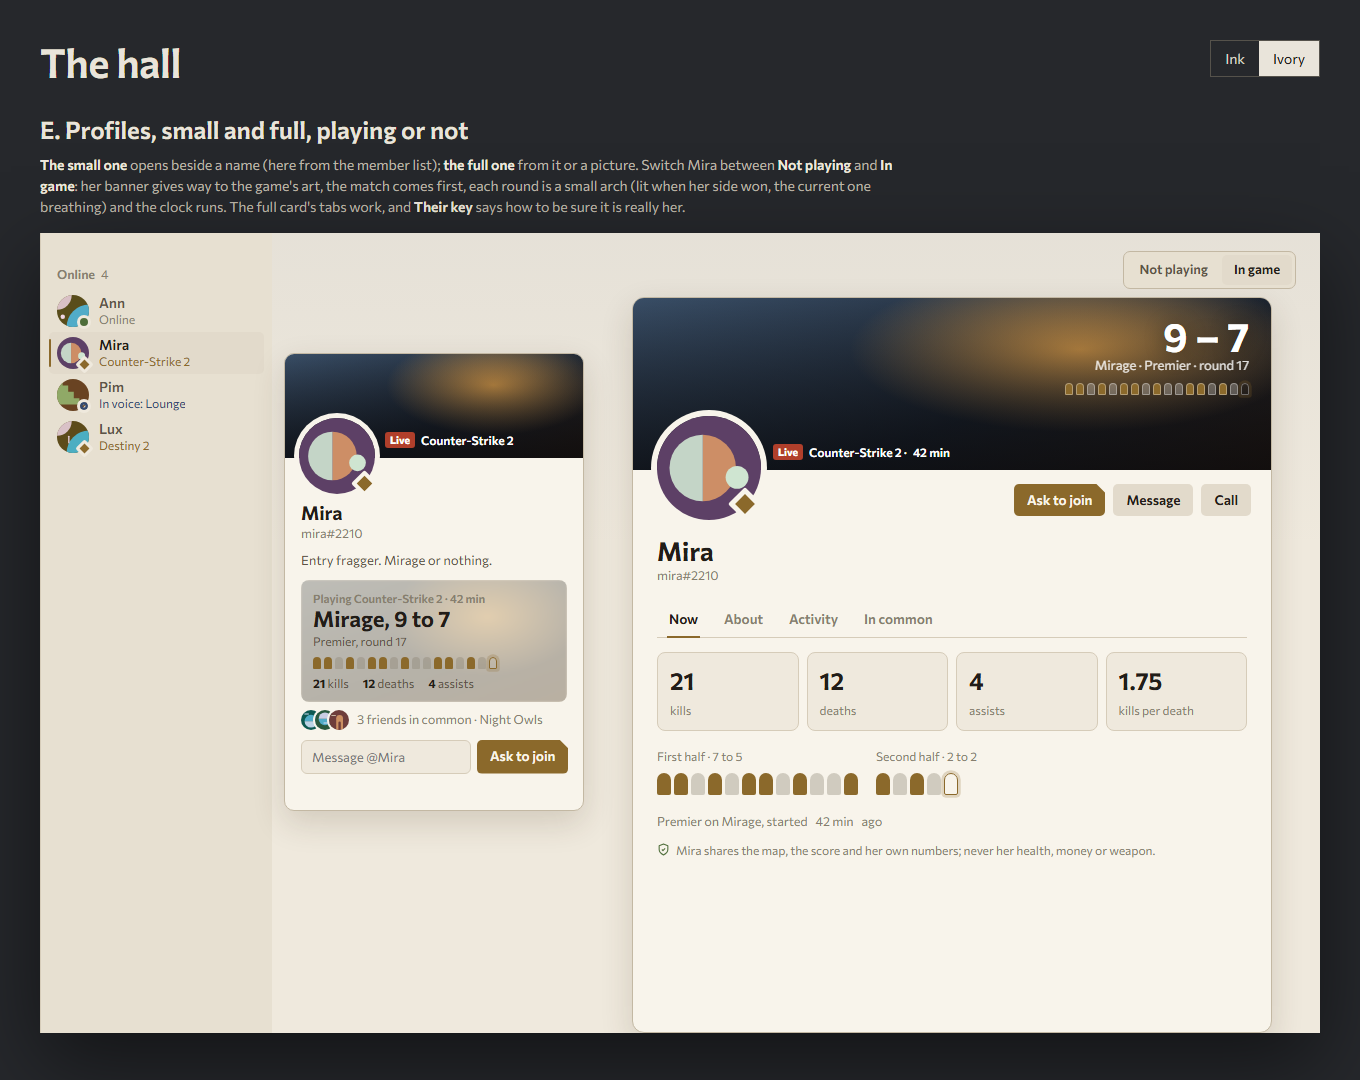 The hall
Ink
Ivory
E. Profiles, small and full, playing or not
The small one opens beside a name (here from the member list); the full one from it or a picture. Switch Mira between Not playing and In
game: her banner gives way to the game's art, the match comes first, each round is a small arch (lit when her side won, the current one
breathing) and the clock runs. The full card's tabs work, and Their key says how to be sure it is really her.
Online 4
Ann
Online
Mira
Counter-Strike 2
Pim
In voice: Lounge
Lux
Destiny 2
Not playing
In game
Live Counter-Strike 2
Mira
mira#2210
Entry fragger. Mirage or nothing.
Playing Counter-Strike 2 · 42 min
Mirage, 9 to 7
Premier, round 17
21 kills 12 deaths 4 assists
3 friends in common · Night Owls
Message @Mira
Ask to join
9 – 7
Mirage · Premier · round 17
Live Counter-Strike 2 · 42 min
Ask to join
Message
Call
Mira
mira#2210
Now About Activity In common
21
kills
12
deaths
4
assists
1.75
kills per death
First half · 7 to 5
Second half · 2 to 2
Premier on Mirage, started 42 min ago
Mira shares the map, the score and her own numbers; never her health, money or weapon.